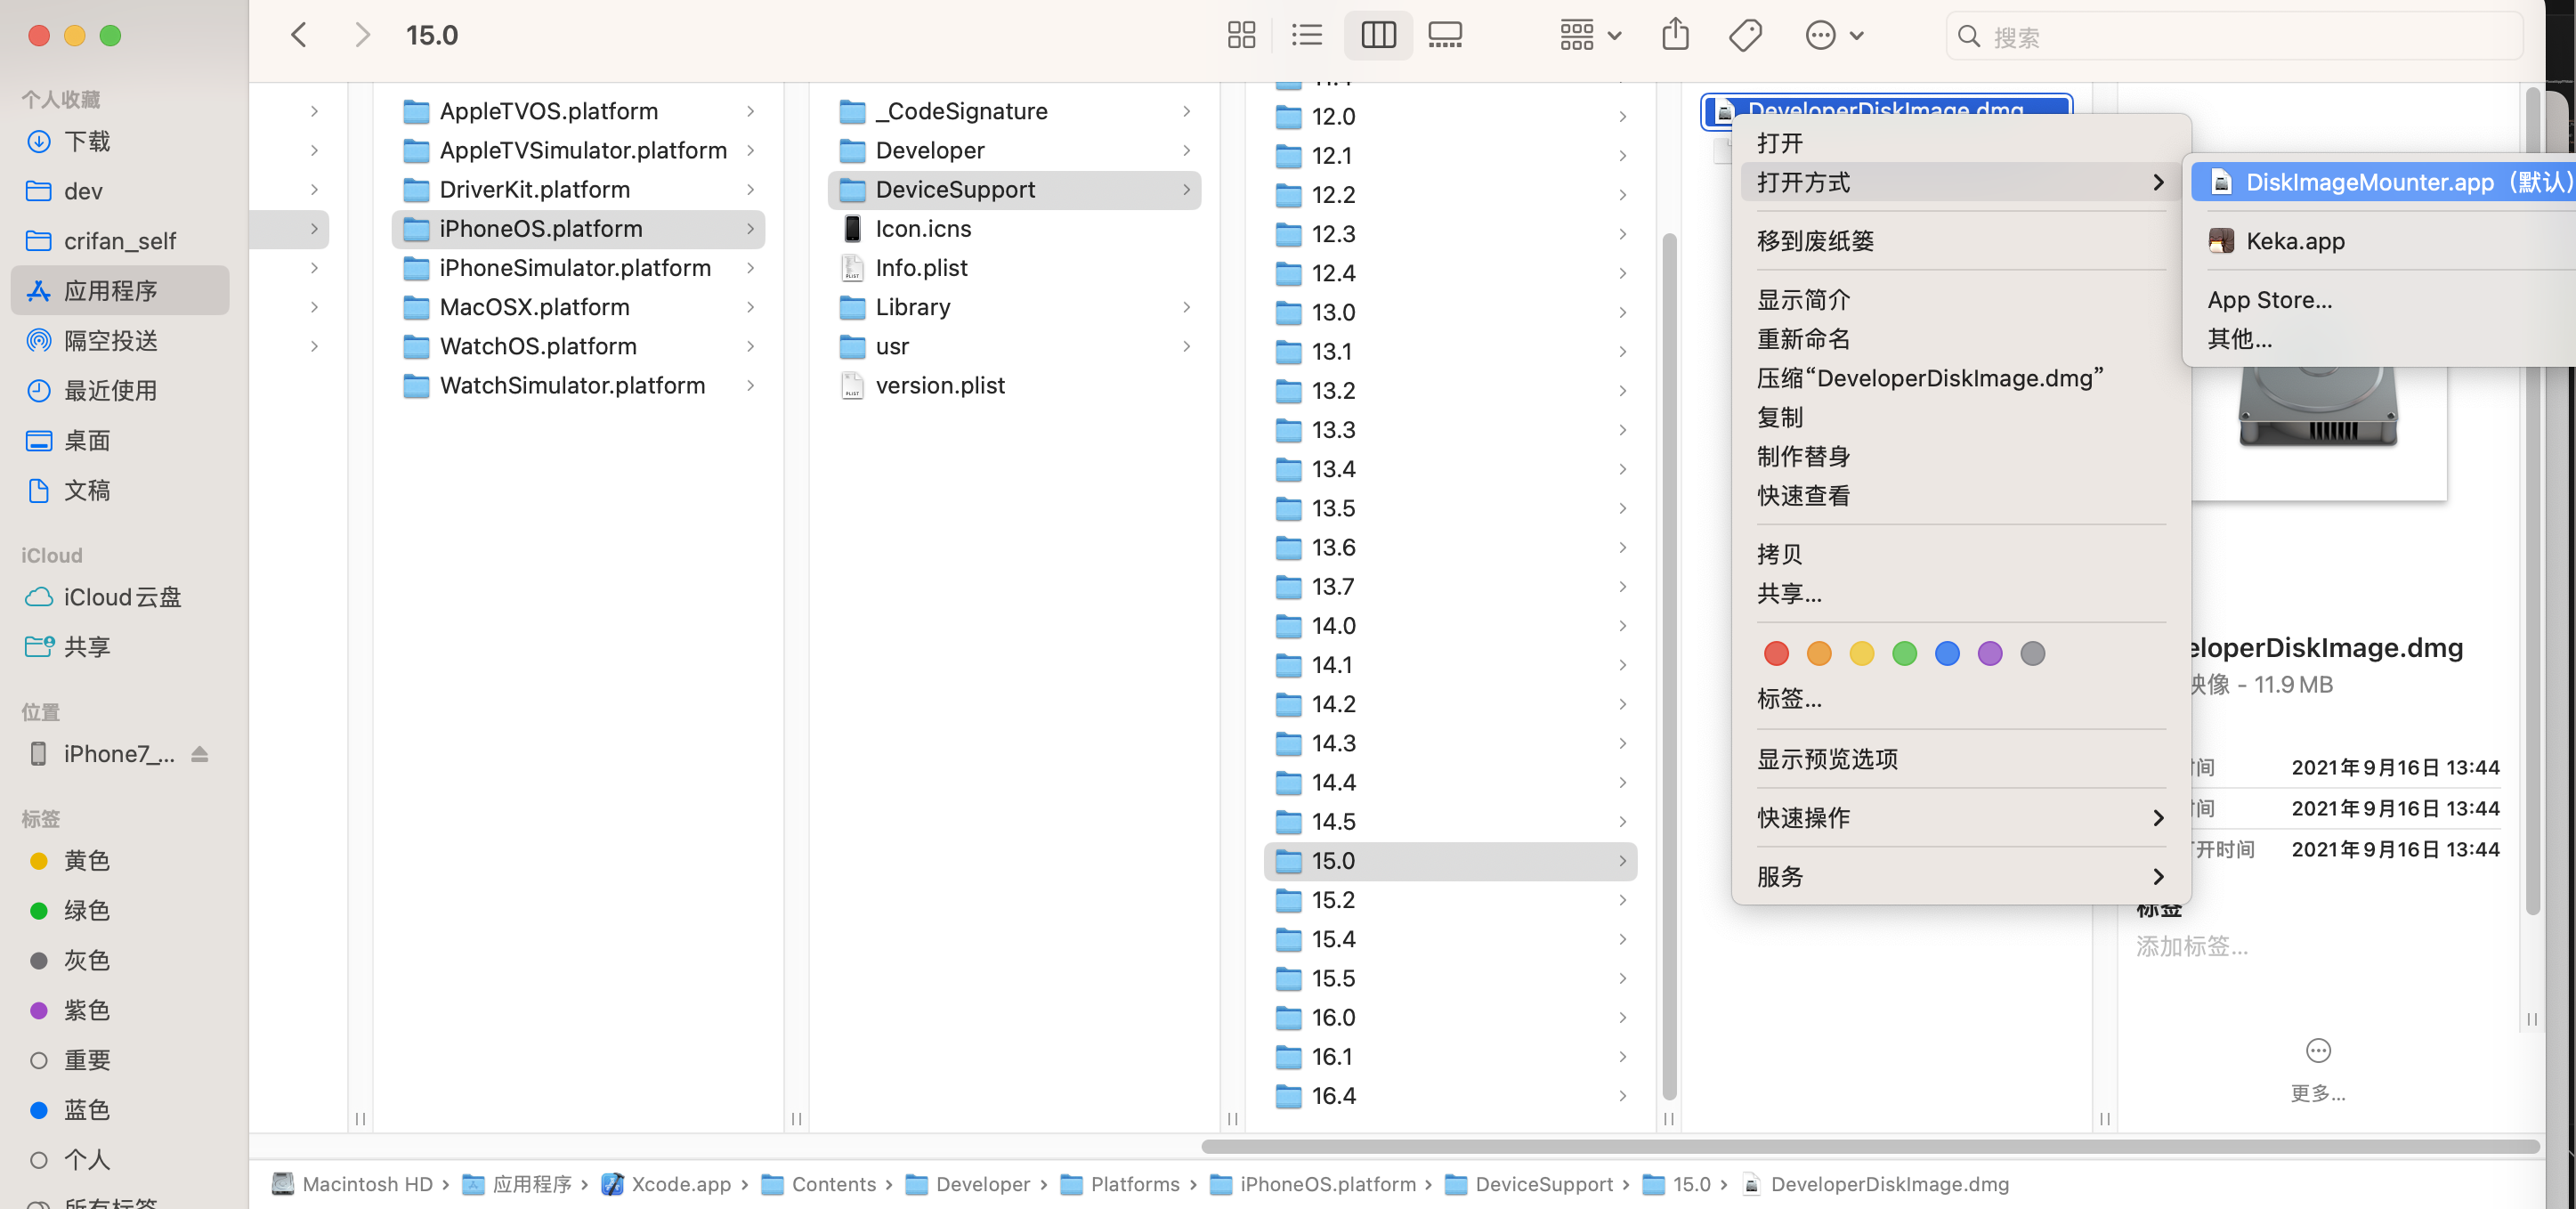 15.0
搜索
个人收藏
下载
dev
crifan_self
应用程序
隔空投送
最近使用
桌面
文稿
iCloud
iCloud云盘
共享
位置
iPhone7_...
标签
黄色
绿色
灰色
紫色
重要
蓝色
个人
所有标签
AppleTVOS.platform
AppleTVSimulator.platform
DriverKit.platform
iPhoneOS.platform
iPhoneSimulator.platform
MacOSX.platform
WatchOS.platform
WatchSimulator.platform
_CodeSignature
Developer
DeviceSupport
Icon.icns
Info.plist
Library
usr
version.plist
12.0
12.1
12.2
12.3
12.4
13.0
13.1
13.2
13.3
13.4
13.5
13.6
13.7
14.0
14.1
14.2
14.3
14.4
14.5
15.0
15.2
15.4
15.5
16.0
16.1
16.4
DeveloperDiskImage.dmg
打开
打开方式
移到废纸篓
显示简介
重新命名
压缩“DeveloperDiskImage.dmg”
复制
制作替身
快速查看
拷贝
共享...
标签...
显示预览选项
快速操作
服务
DiskImageMounter.app（默认）
Keka.app
App Store...
其他...
eloperDiskImage.dmg
映像 - 11.9 MB
时间 2021年9月16日 13:44
时间 2021年9月16日 13:44
开时间 2021年9月16日 13:44
标签
添加标签...
更多...
Macintosh HD › 应用程序 › Xcode.app › Contents › Developer › Platforms › iPhoneOS.platform › DeviceSupport › 15.0 › DeveloperDiskImage.dmg